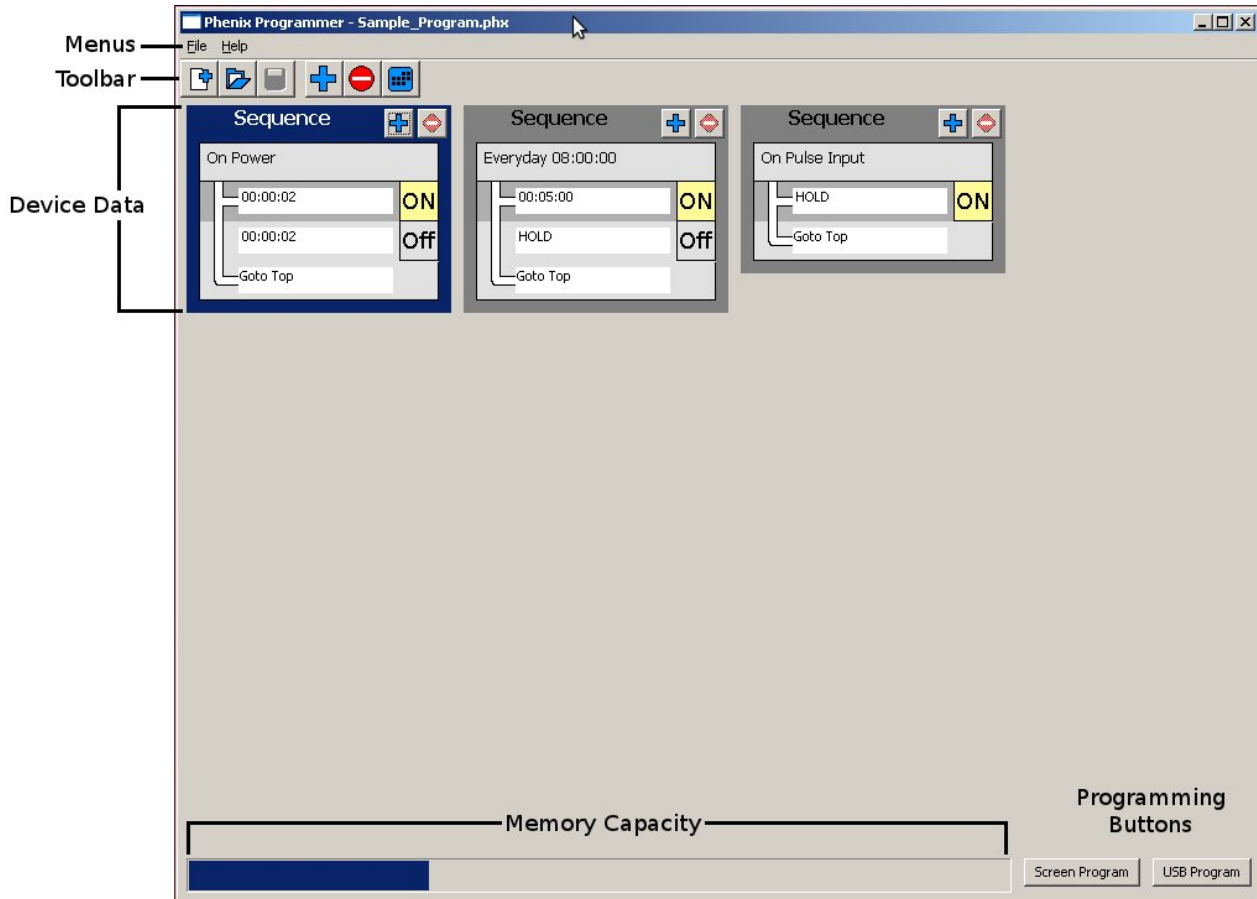 Phenix Programmer - Sample_Program.phx
Menus
File Help
Toolbar
Device Data
Sequence
On Power
00:00:02
ON
00:00:02
Off
Goto Top
Sequence
Everyday 08:00:00
00:05:00
ON
HOLD
Off
Goto Top
Sequence
On Pulse Input
HOLD
ON
Goto Top
Memory Capacity
Programming
Buttons
Screen Program
USB Program